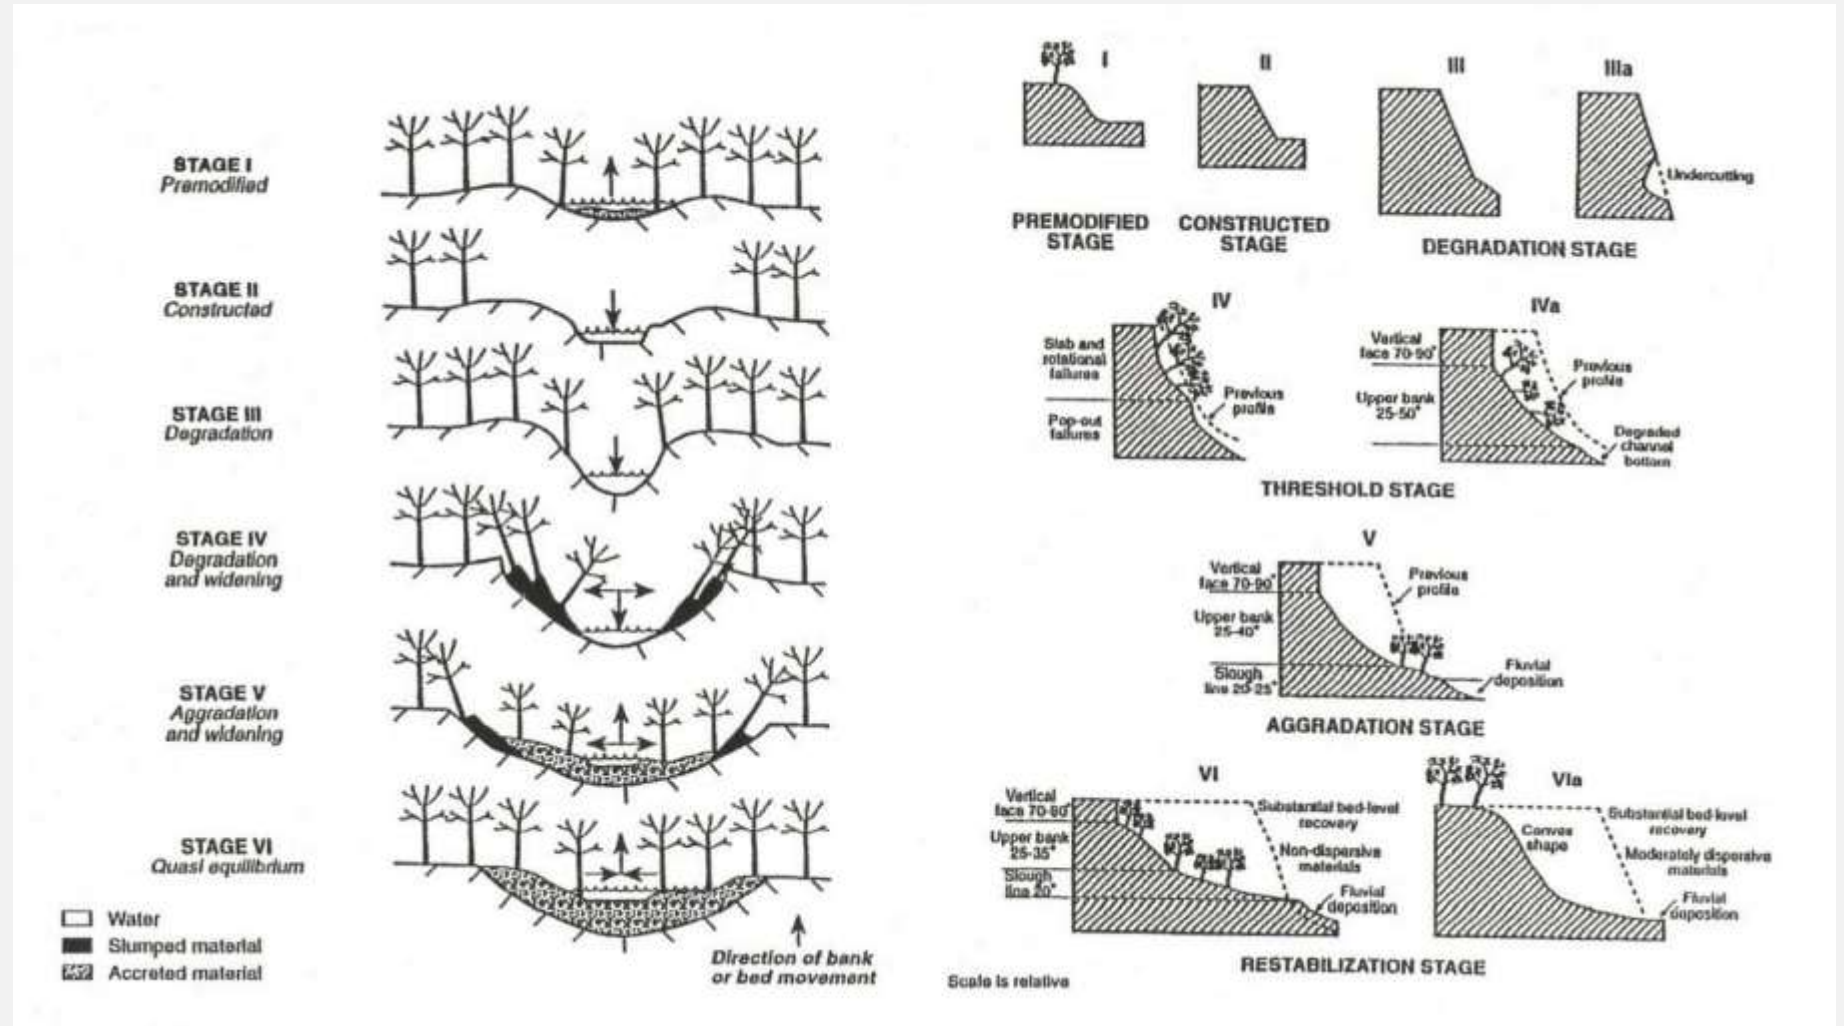 STAGE I
Premodified
STAGE II
Constructed
STAGE III
Degradation
STAGE IV
Degradation
and widening
STAGE V
Aggradation
and widening
STAGE VI
Quasi equilibrium
Water
Slumped material
Accreted material
Direction of bank
or bed movement
I
II
III
IIIa
Undercutting
PREMODIFIED
STAGE
CONSTRUCTED
STAGE
DEGRADATION STAGE
IV
Slab and
rotational
failures
Pop-out
failures
Previous
profile
IVa
Vertical
face 70-90°
Upper bank
25-50°
Previous
profile
Degraded
channel
bottom
THRESHOLD STAGE
V
Vertical
face 70-90°
Upper bank
25-40°
Slough
line 20-25°
Previous
profile
Fluvial
deposition
AGGRADATION STAGE
VI
Vertical
face 70-90°
Upper bank
25-35°
Slough
line 20°
Substantial bed-level
recovery
Non-dispersive
materials
Fluvial
deposition
VIa
Convex
shape
Substantial bed-level
recovery
Moderately dispersive
materials
Fluvial
deposition
RESTABILIZATION STAGE
Scale is relative